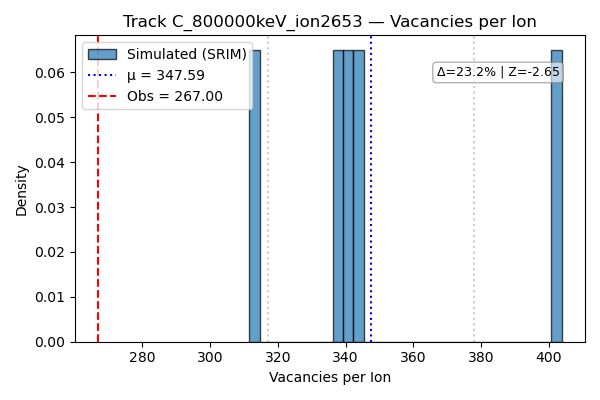 Track C_800000keV_ion2653 — Vacancies per Ion
Simulated (SRIM)
μ = 347.59
Obs = 267.00
Δ=23.2% | Z=-2.65
0.06
0.05
0.04
0.03
0.02
0.01
0.00
Density
280
300
320
340
360
380
400
Vacancies per Ion